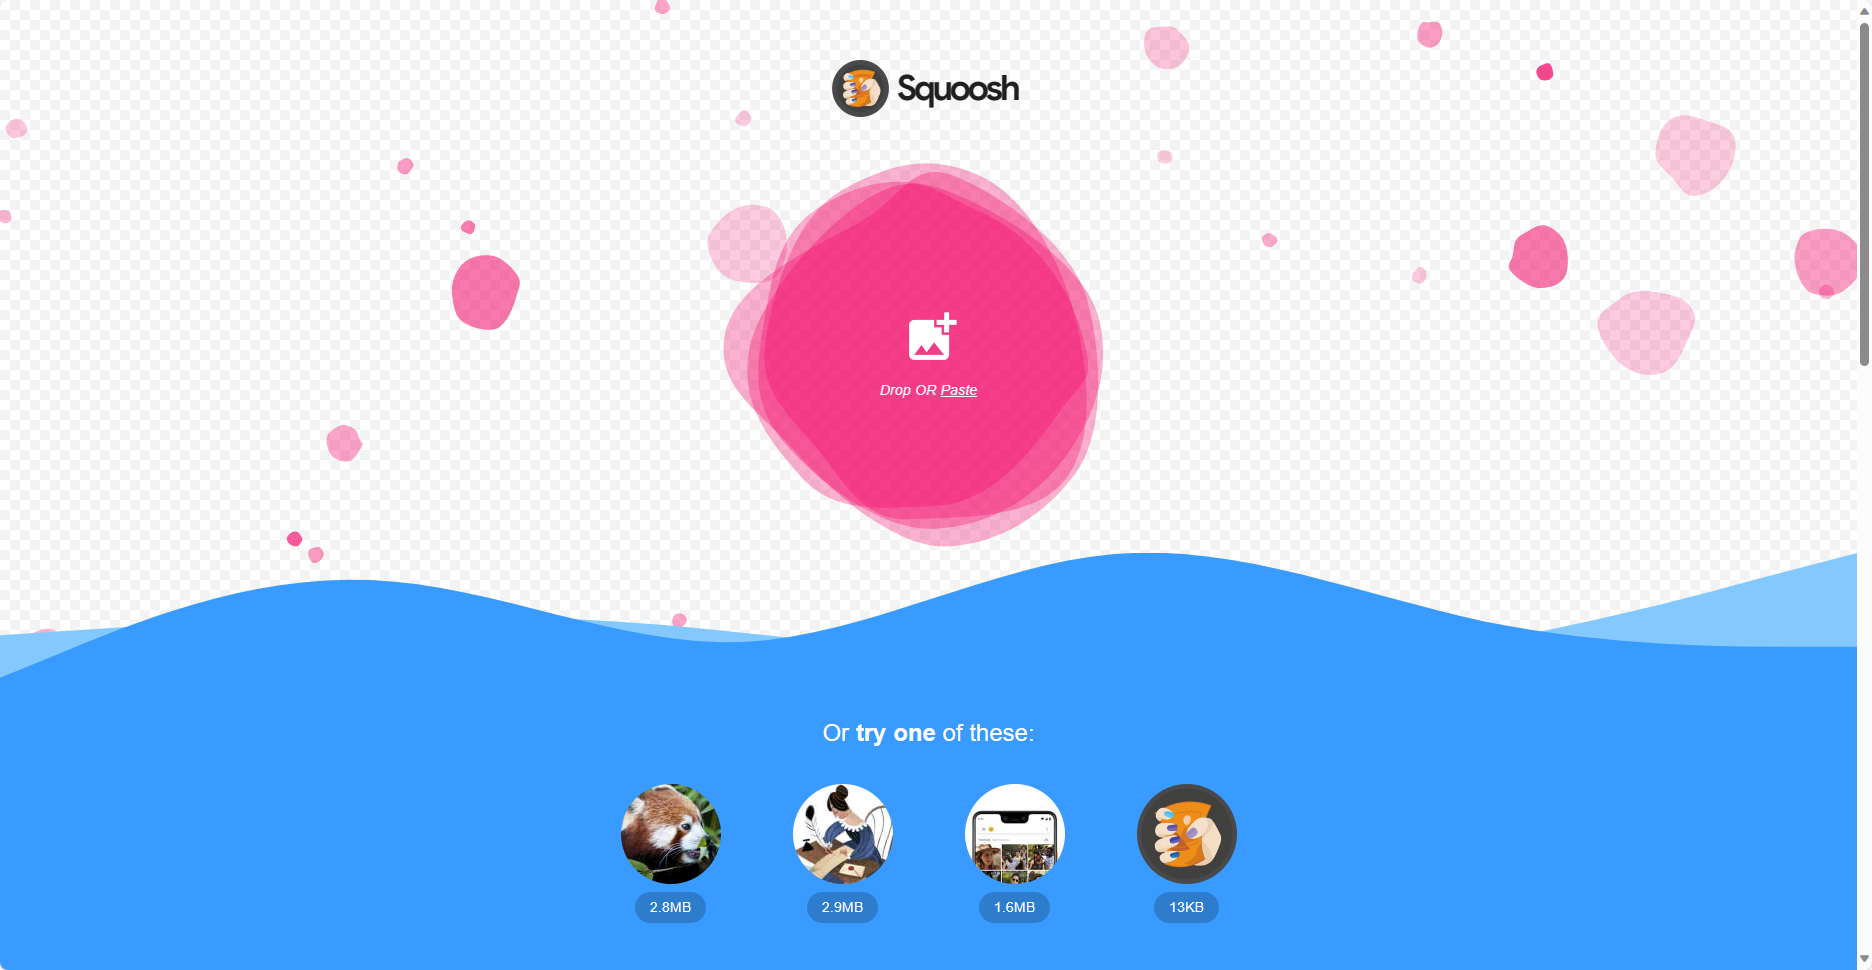 Squoosh
Drop OR Paste
Or try one of these:
2.8MB
2.9MB
1.6MB
13KB